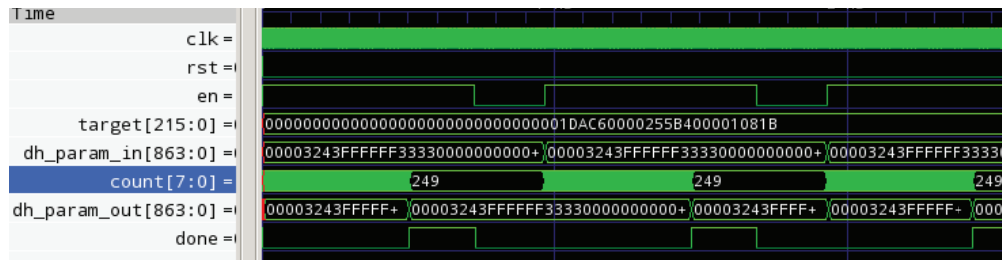 Time
clk =
rst =
en =
target[215:0] = 000000000000000000000000000000001DAC60000255B400001081B
dh_param_in[863:0] = 00003243FFFFFF33330000000000+ 00003243FFFFFF33330000000000+ 00003243FFFFFF3333
count[7:0] = 249 249 249
dh_param_out[863:0] = 00003243FFFFF+ 00003243FFFFFF33330000000000+ 00003243FFFF+ 00003243FFFFF+ 000
done =